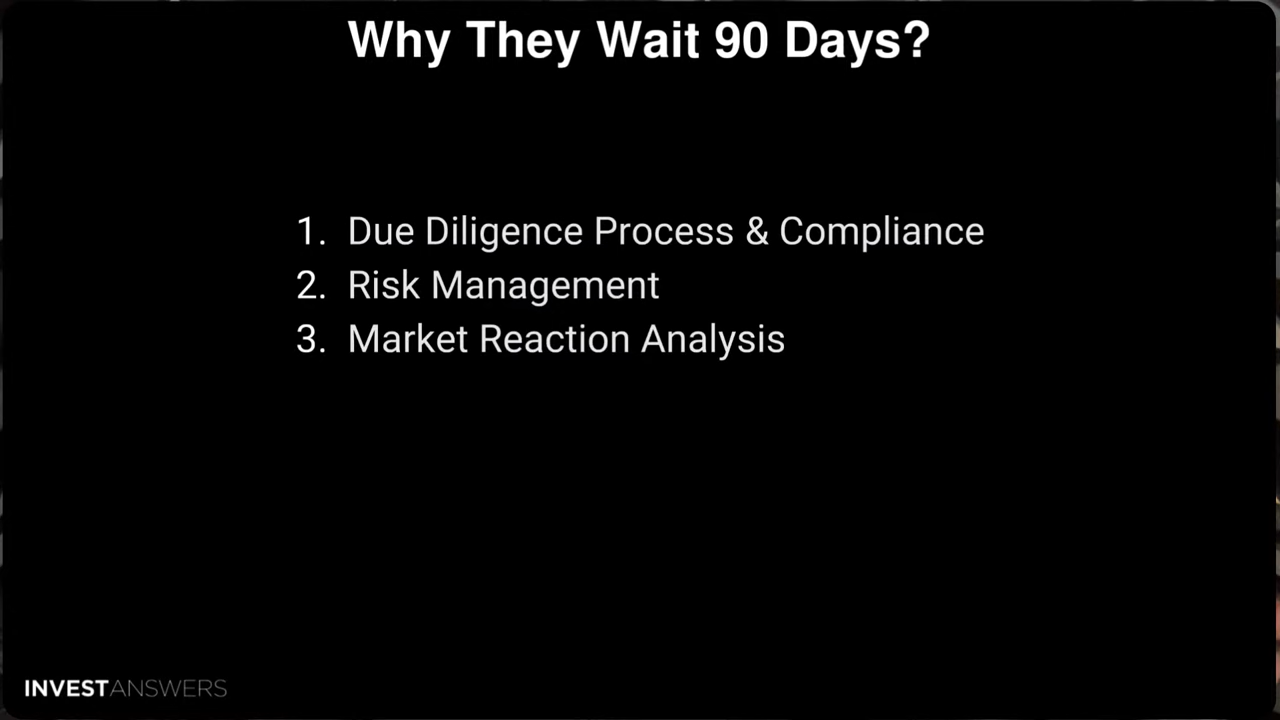 Why They Wait 90 Days?
1. Due Diligence Process & Compliance
2. Risk Management
3. Market Reaction Analysis
INVESTANSWERS